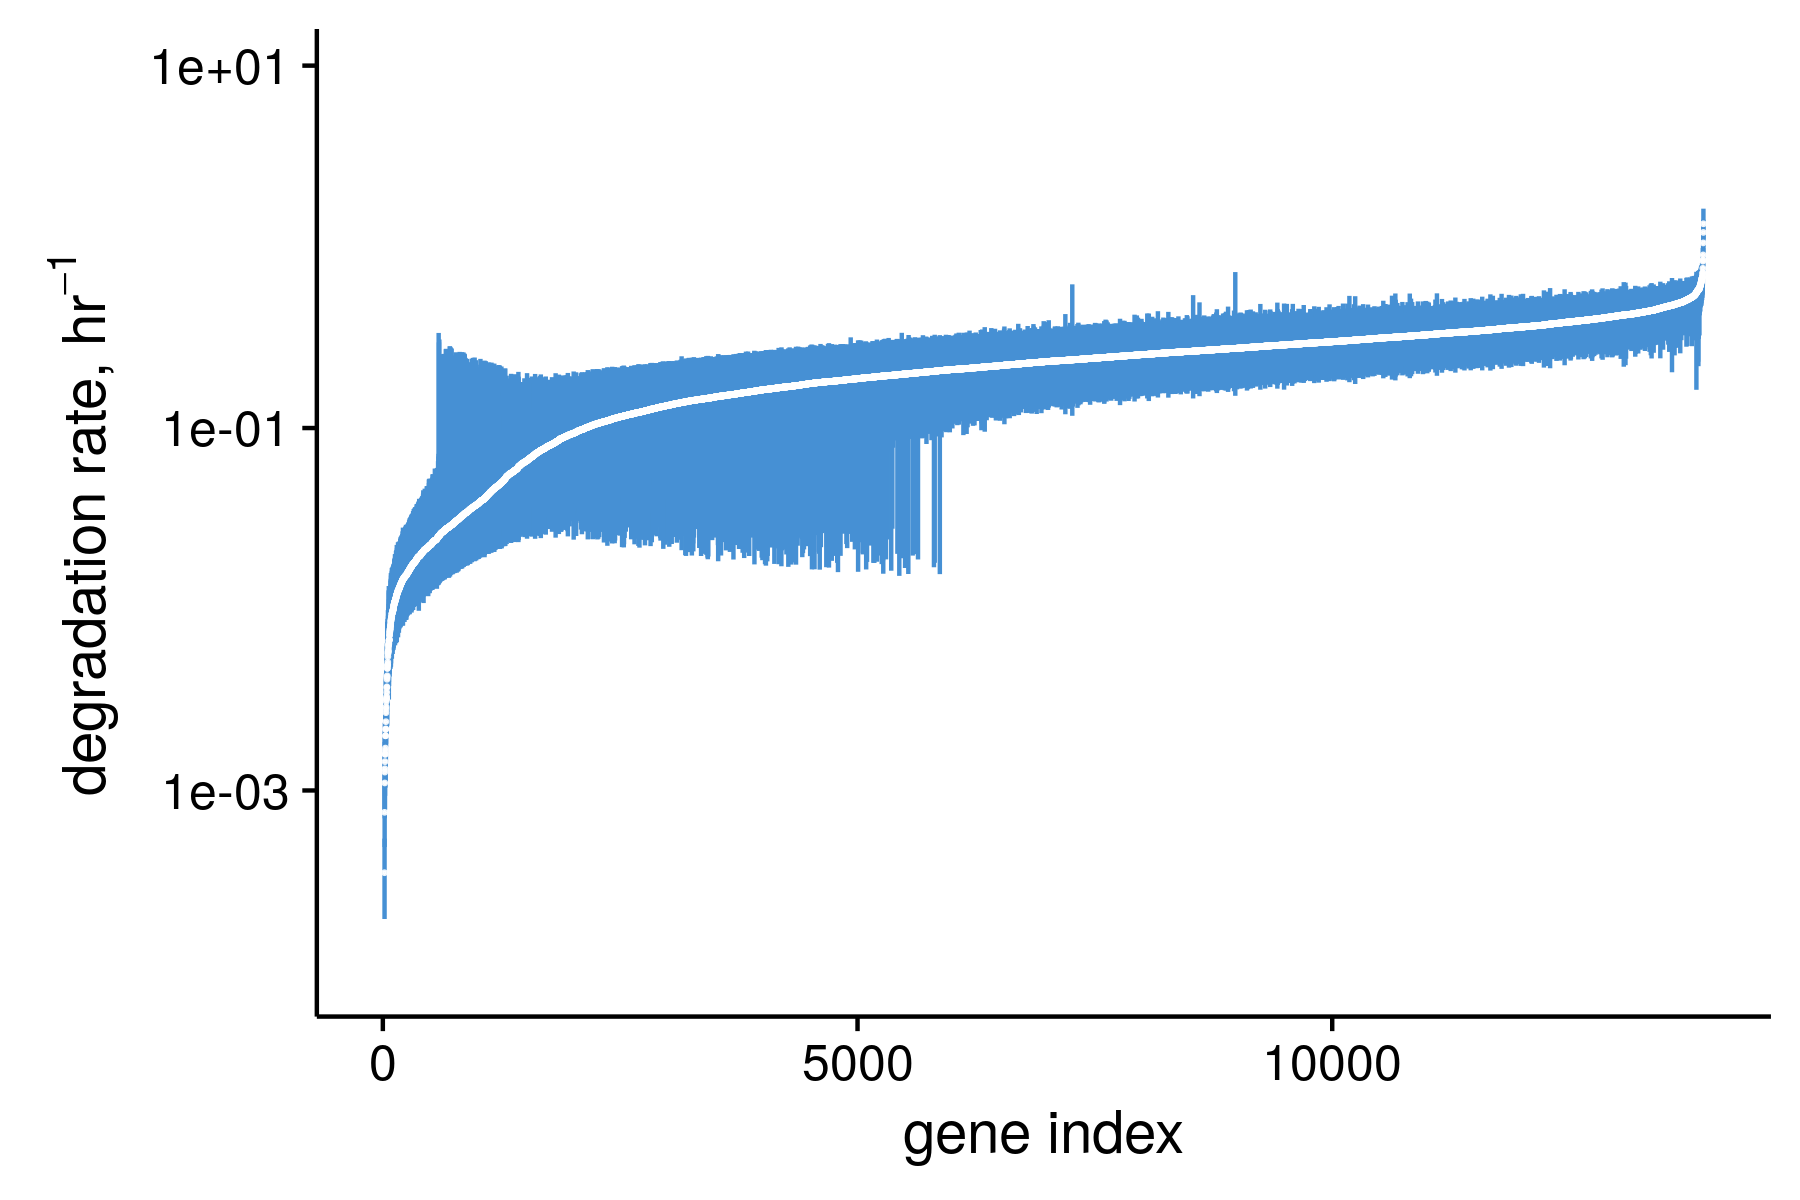 1e+01
1e-01
1e-03
degradation rate, hr⁻¹
0 5000 10000
gene index